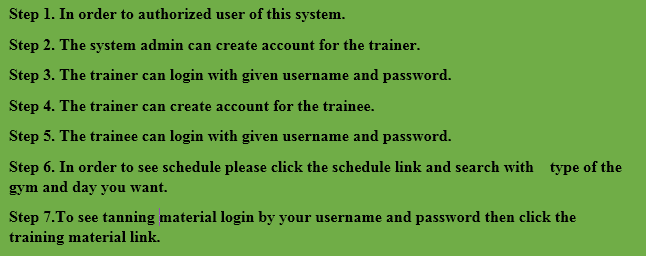 Step 1. In order to authorized user of this system.
Step 2. The system admin can create account for the trainer.
Step 3. The trainer can login with given username and password.
Step 4. The trainer can create account for the trainee.
Step 5. The trainee can login with given username and password.
Step 6. In order to see schedule please click the schedule link and search with type of the
gym and day you want.
Step 7.To see tanning material login by your username and password then click the
training material link.